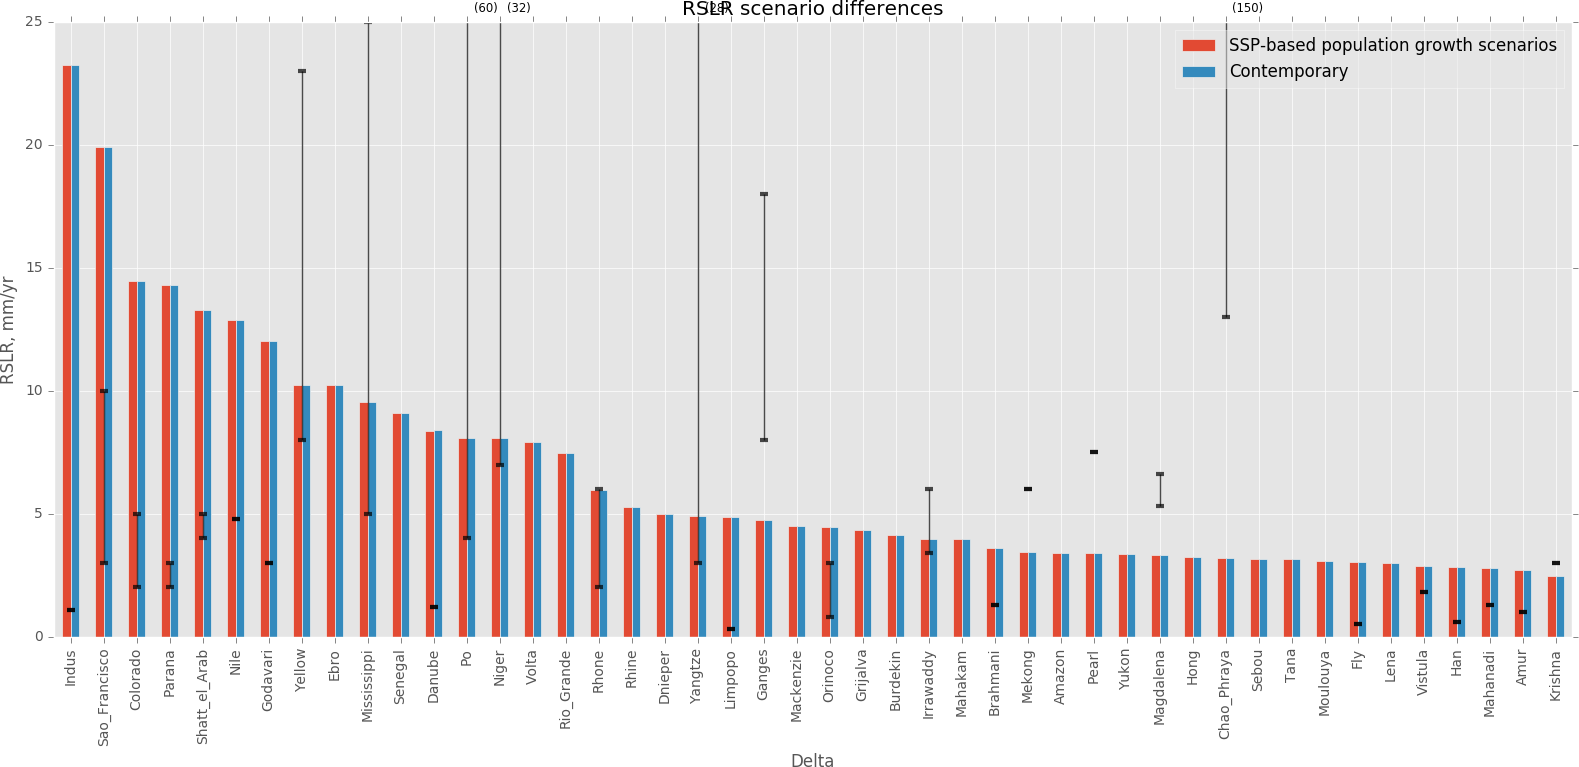 (60) (32) (28) (150)
RSLR scenario differences
SSP-based population growth scenarios
Contemporary
RSLR, mm/yr
25
20
15
10
5
0
Indus
Sao_Francisco
Colorado
Parana
Shatt_el_Arab
Nile
Godavari
Yellow
Ebro
Mississippi
Senegal
Danube
Po
Niger
Volta
Rio_Grande
Rhone
Rhine
Dnieper
Yangtze
Limpopo
Ganges
Mackenzie
Orinoco
Grijalva
Burdekin
Irrawaddy
Mahakam
Brahmani
Mekong
Amazon
Pearl
Yukon
Magdalena
Hong
Chao_Phraya
Sebou
Tana
Moulouya
Fly
Lena
Vistula
Han
Mahanadi
Amur
Krishna
Delta